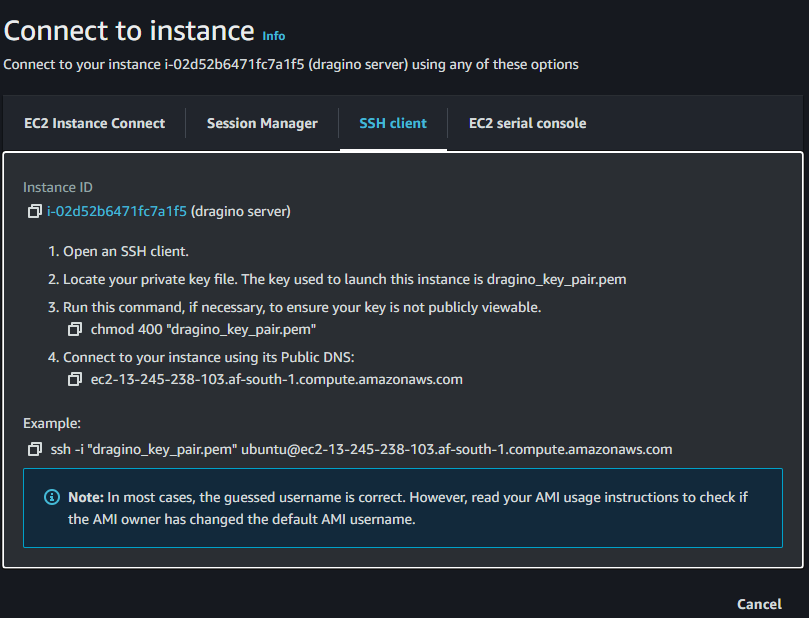 Connect to instance Info
Connect to your instance i-02d52b6471fc7a1f5 (dragino server) using any of these options
EC2 Instance Connect
Session Manager
SSH client
EC2 serial console
Instance ID
i-02d52b6471fc7a1f5 (dragino server)
1. Open an SSH client.
2. Locate your private key file. The key used to launch this instance is dragino_key_pair.pem
3. Run this command, if necessary, to ensure your key is not publicly viewable.
chmod 400 "dragino_key_pair.pem"
4. Connect to your instance using its Public DNS:
ec2-13-245-238-103.af-south-1.compute.amazonaws.com
Example:
ssh -i "dragino_key_pair.pem" ubuntu@ec2-13-245-238-103.af-south-1.compute.amazonaws.com
Note: In most cases, the guessed username is correct. However, read your AMI usage instructions to check if
the AMI owner has changed the default AMI username.
Cancel